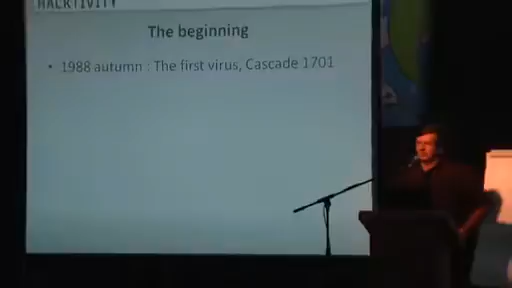 HACKTIVITY
The beginning
• 1988 autumn : The first virus, Cascade 1701